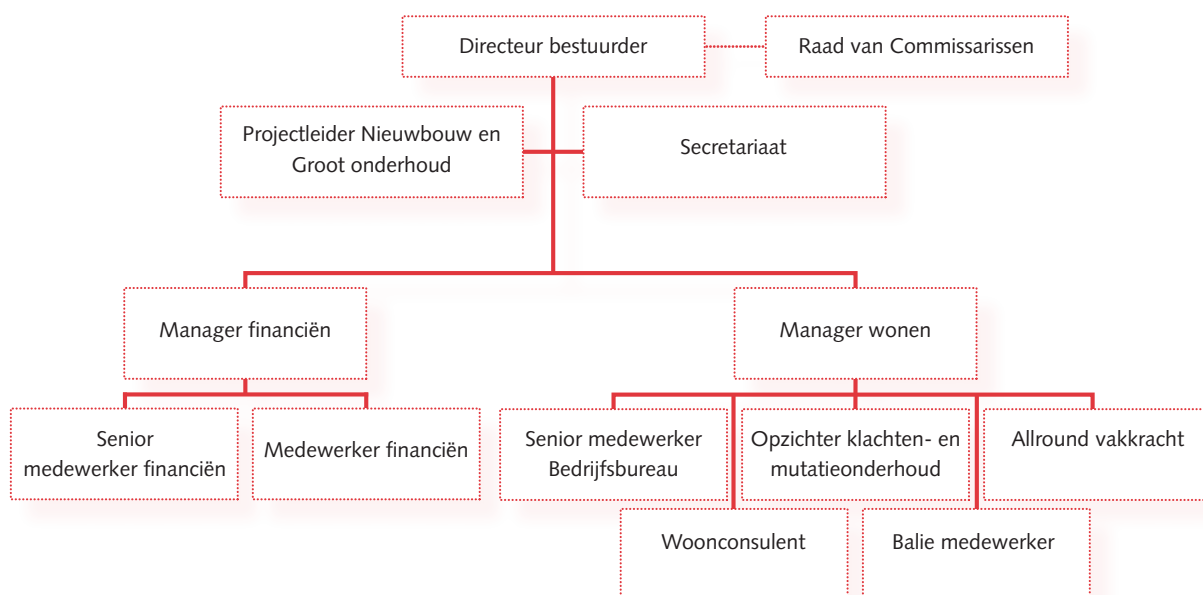 Directeur bestuurder
Raad van Commissarissen
Projectleider Nieuwbouw en
Groot onderhoud
Secretariaat
Manager financiën
Manager wonen
Senior
medewerker financiën
Medewerker financiën
Senior medewerker
Bedrijfsbureau
Opzichter klachten- en
mutatieonderhoud
Allround vakkracht
Woonconsulent
Balie medewerker